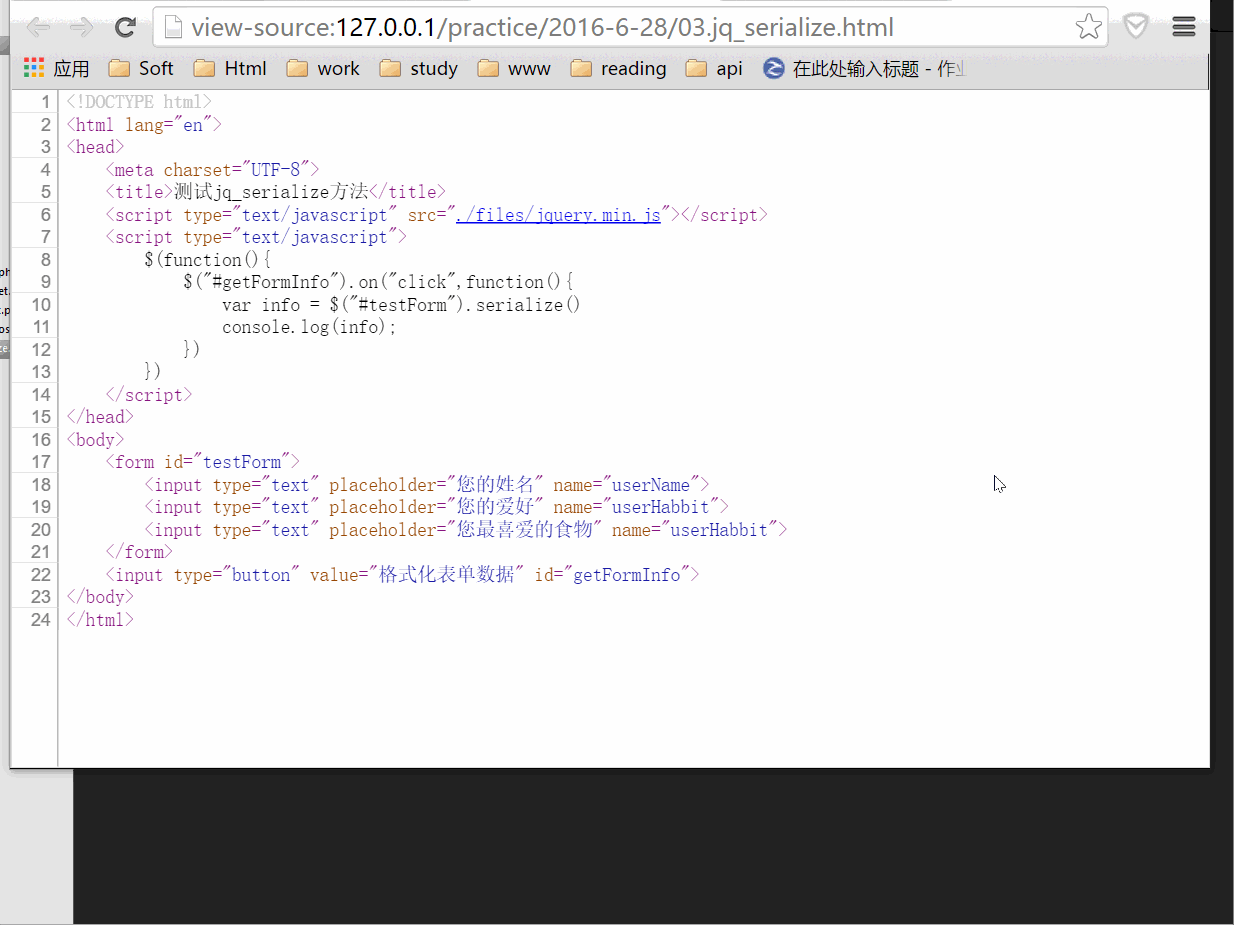 view-source:127.0.0.1/practice/2016-6-28/03.jq_serialize.html
应用 Soft Html work study www reading api 在此处输入标题 - 作业
1 <!DOCTYPE html>
2 <html lang="en">
3 <head>
4 <meta charset="UTF-8">
5 <title>测试jq_serialize方法</title>
6 <script type="text/javascript" src="./files/jquery.min.js"></script>
7 <script type="text/javascript">
8 $(function(){
9 $("#getFormInfo").on("click",function(){
10 var info = $("#testForm").serialize()
11 console.log(info);
12 })
13 })
14 </script>
15 </head>
16 <body>
17 <form id="testForm">
18 <input type="text" placeholder="您的姓名" name="userName">
19 <input type="text" placeholder="您的爱好" name="userHabbit">
20 <input type="text" placeholder="您最喜爱的食物" name="userHabbit">
21 </form>
22 <input type="button" value="格式化表单数据" id="getFormInfo">
23 </body>
24 </html>